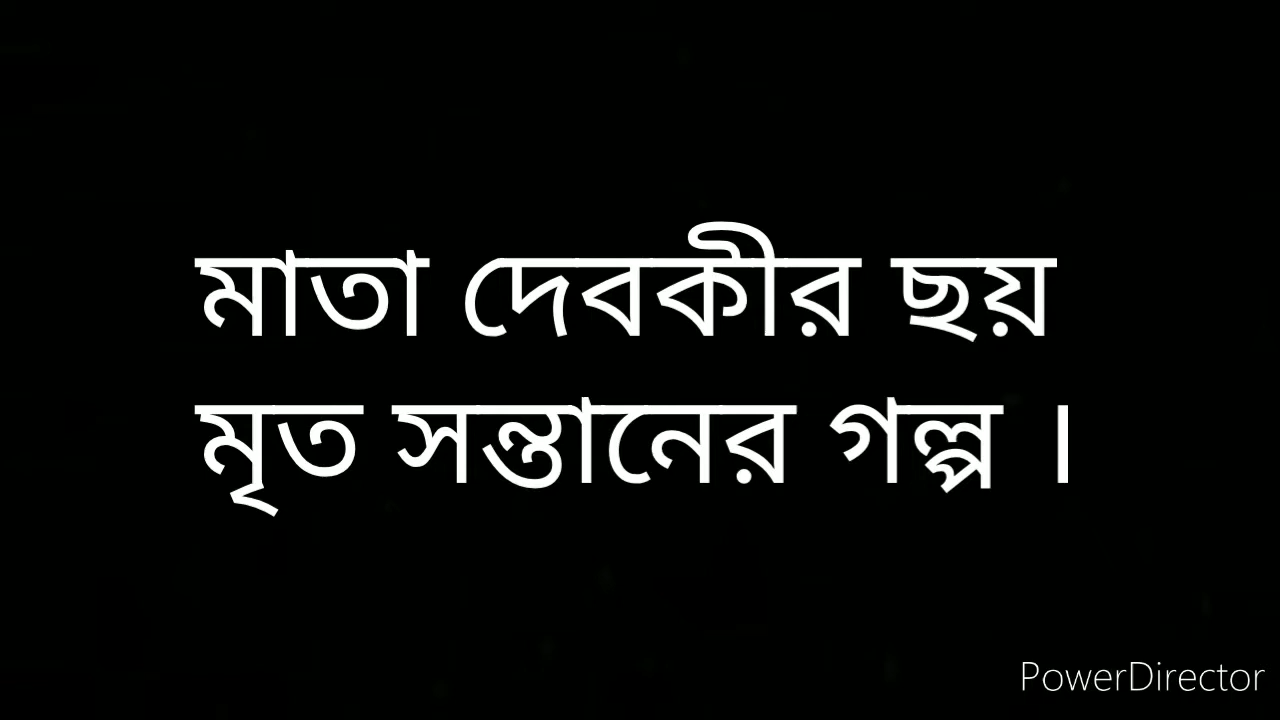 মাতা দেবকীর ছয়
মৃত সন্তানের গল্প ।
PowerDirector